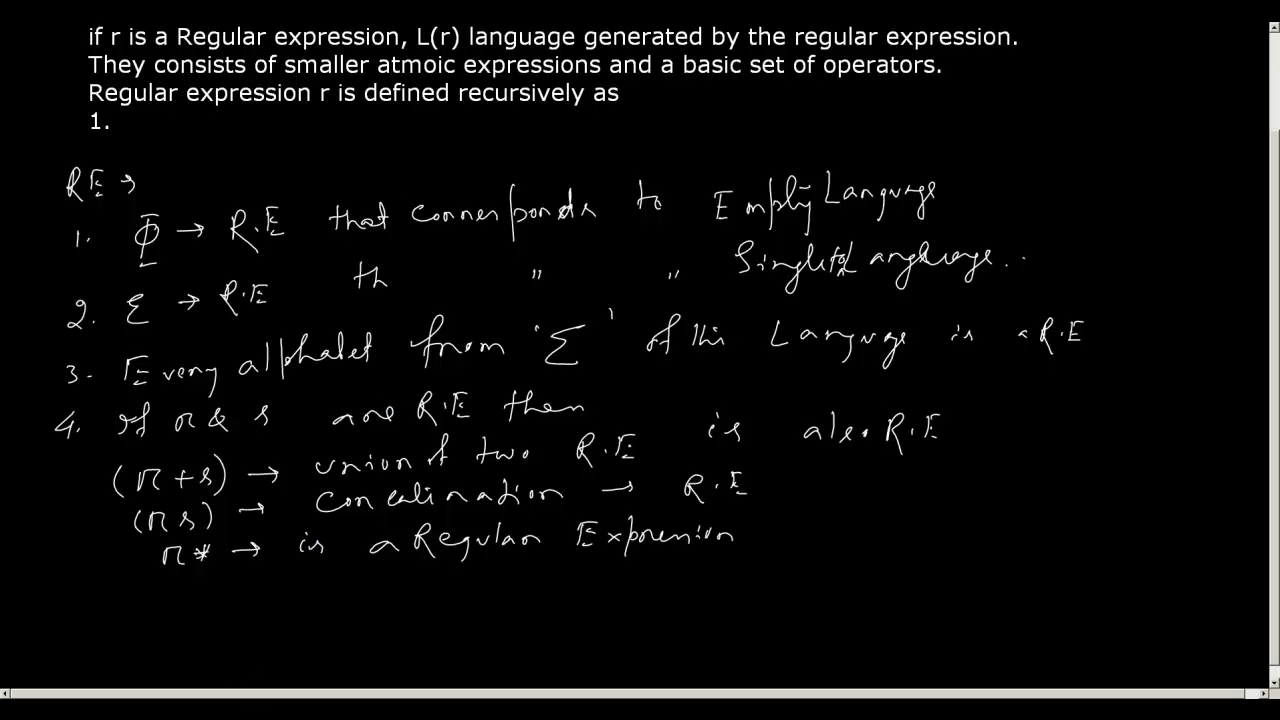 if r is a Regular expression, L(r) language generated by the regular expression.
They consists of smaller atmoic expressions and a basic set of operators.
Regular expression r is defined recursively as
1.
RE →
1. Φ → R.E that corresponds to Empty Language
2. ε → R.E th " " Singleton Language..
3. Every alphabet from 'Σ' of this Language is a R.E
4. If r & s are R.E then
(r+s) → union of two R.E is also R.E
(rs) → concatination → R.E
r* → is a Regular Expression